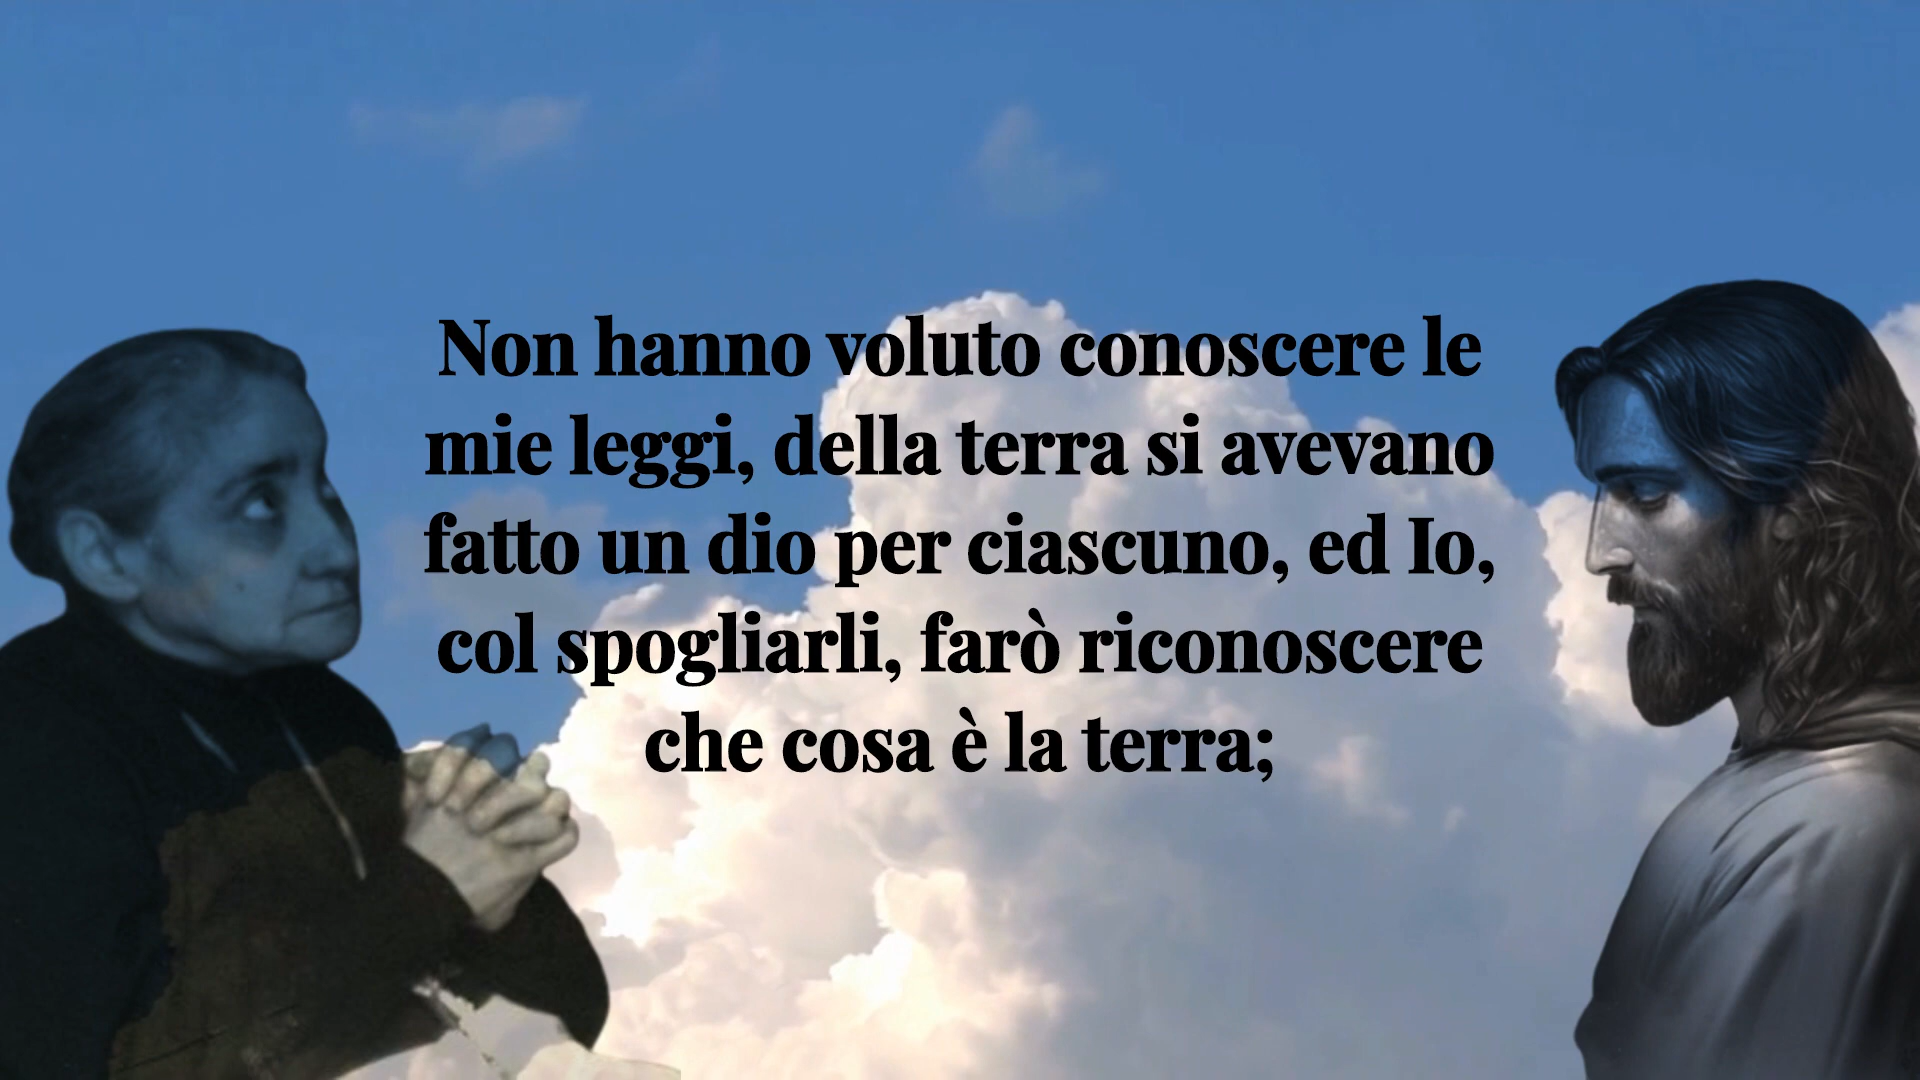 Non hanno voluto conoscere le
mie leggi, della terra si avevano
fatto un dio per ciascuno, ed Io,
col spogliarli, farò riconoscere
che cosa è la terra;